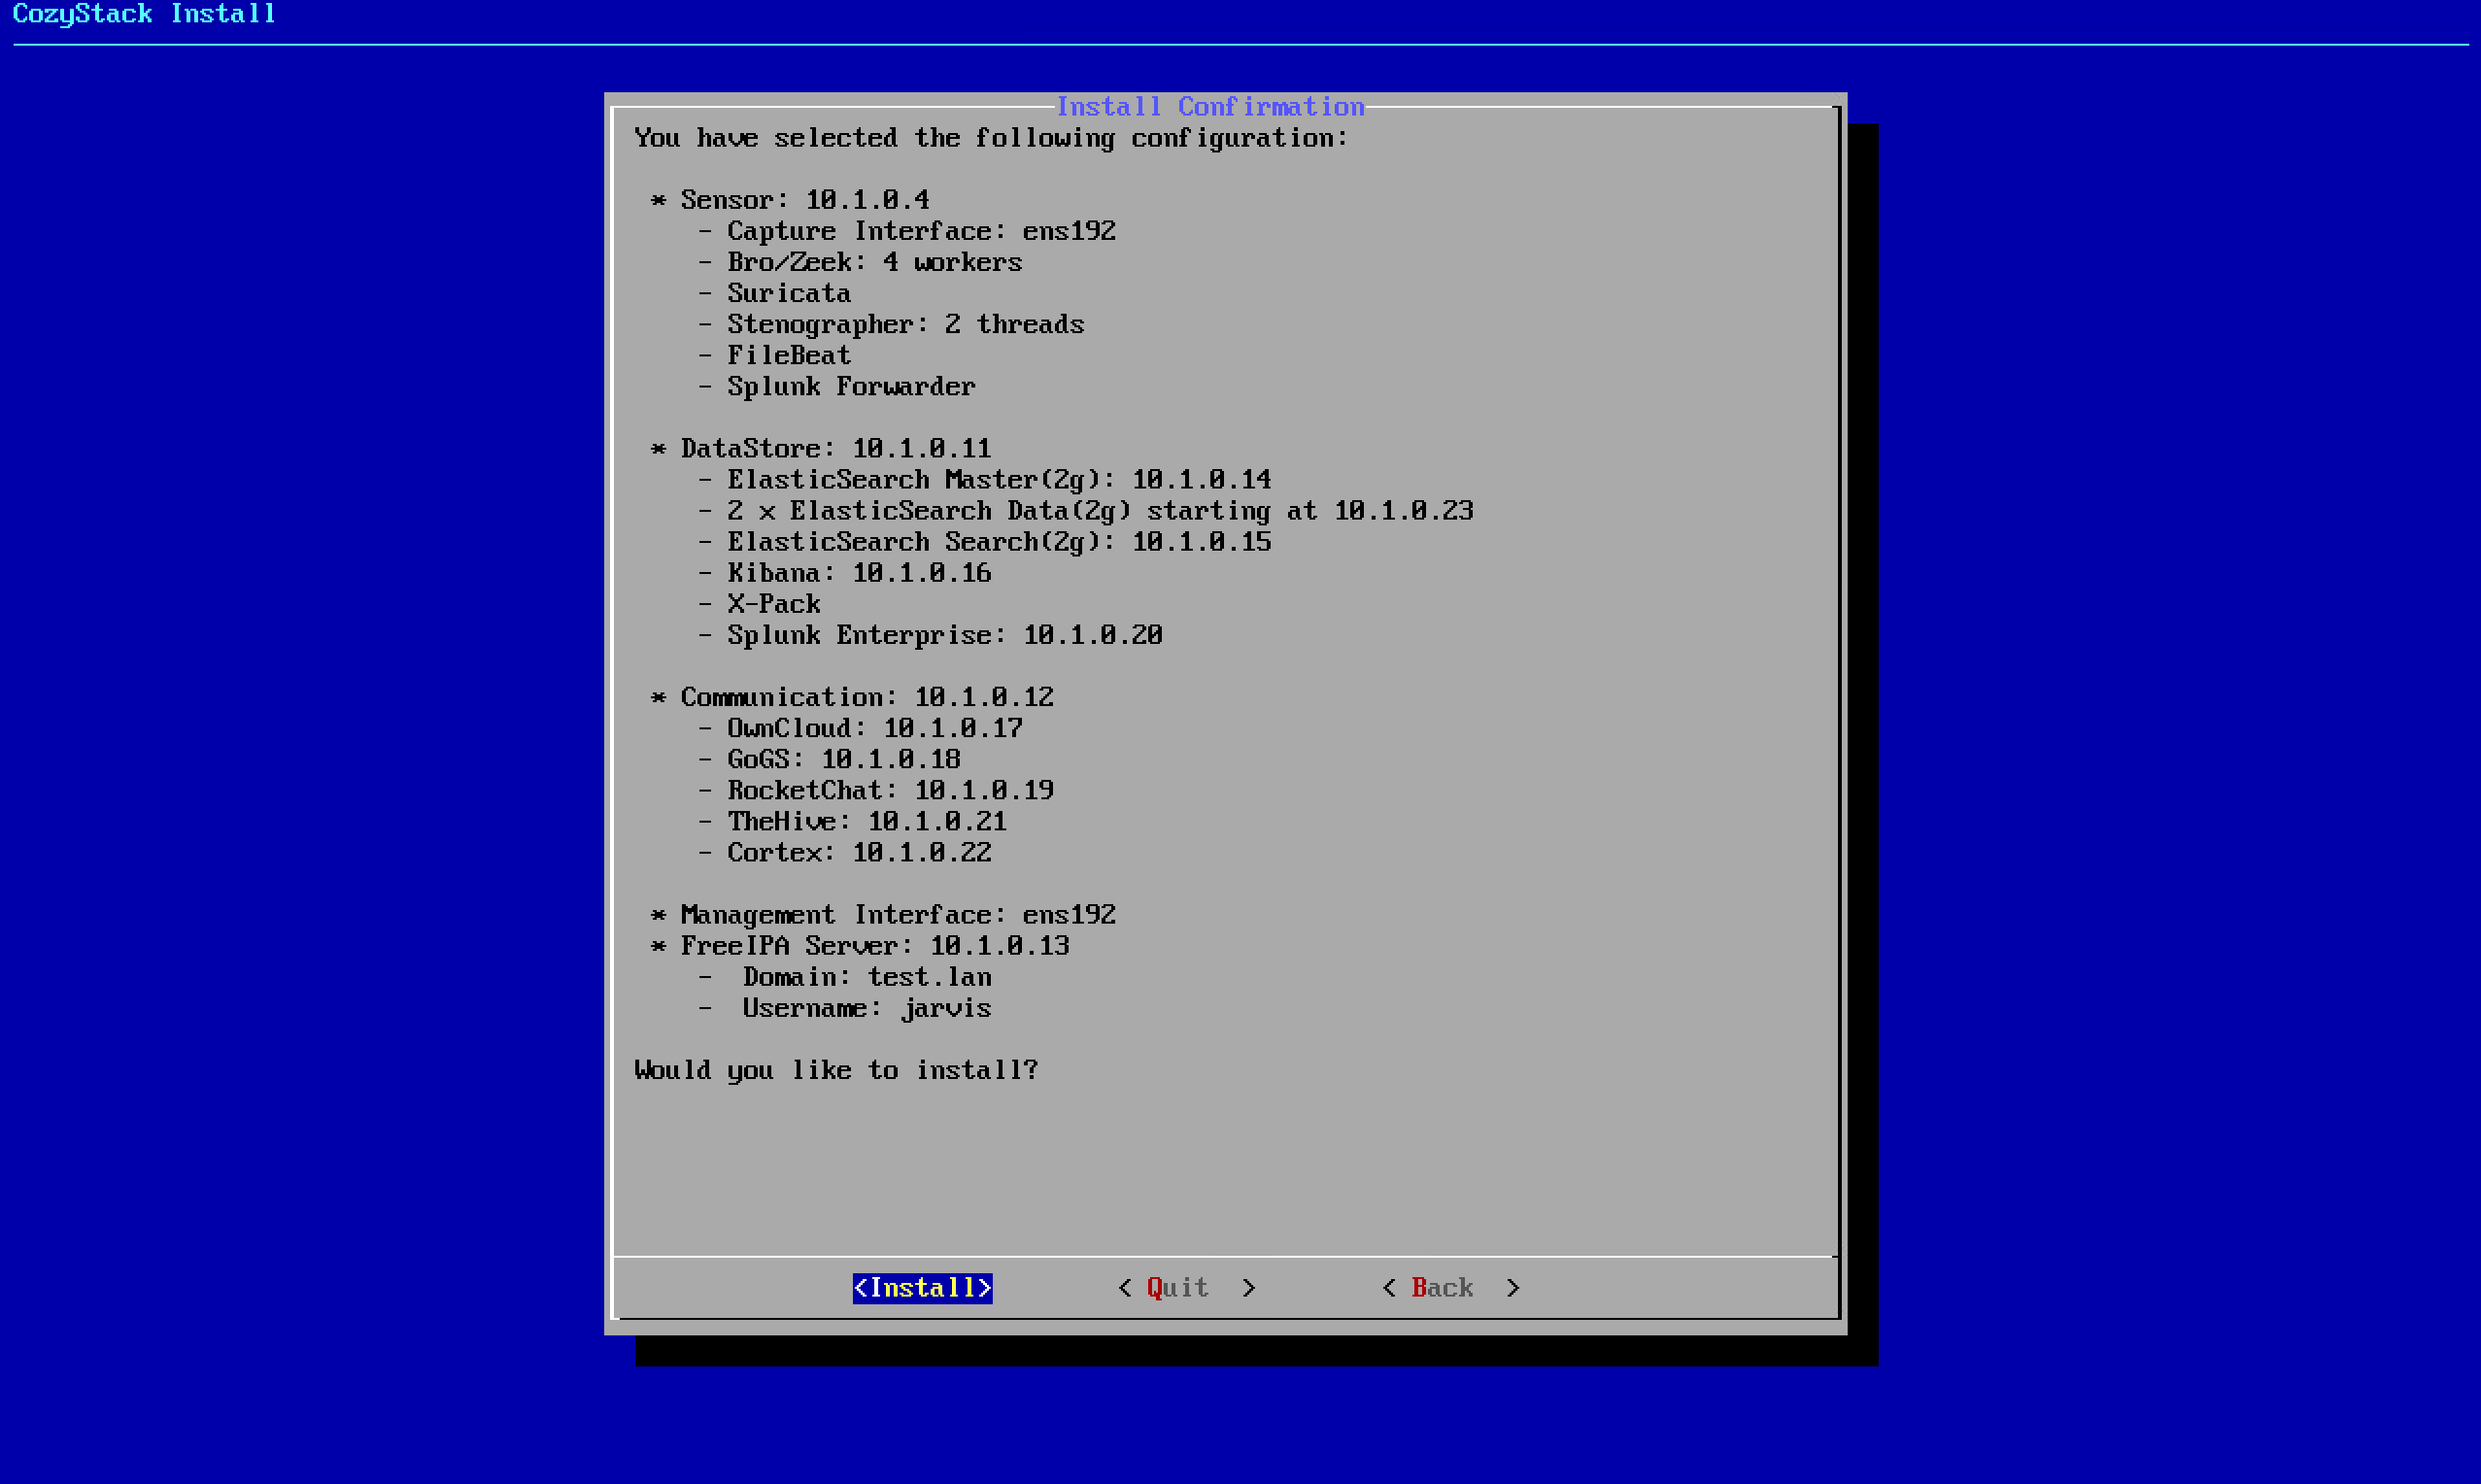 CozyStack Install
Install Confirmation
You have selected the following configuration:
* Sensor: 10.1.0.4
- Capture Interface: ens192
- Bro/Zeek: 4 workers
- Suricata
- Stenographer: 2 threads
- FileBeat
- Splunk Forwarder
* DataStore: 10.1.0.11
- ElasticSearch Master(2g): 10.1.0.14
- 2 x ElasticSearch Data(2g) starting at 10.1.0.23
- ElasticSearch Search(2g): 10.1.0.15
- Kibana: 10.1.0.16
- X-Pack
- Splunk Enterprise: 10.1.0.20
* Communication: 10.1.0.12
- OwnCloud: 10.1.0.17
- GoGS: 10.1.0.18
- RocketChat: 10.1.0.19
- TheHive: 10.1.0.21
- Cortex: 10.1.0.22
* Management Interface: ens192
* FreeIPA Server: 10.1.0.13
-  Domain: test.lan
-  Username: jarvis
Would you like to install?
<Install> < Quit > < Back >